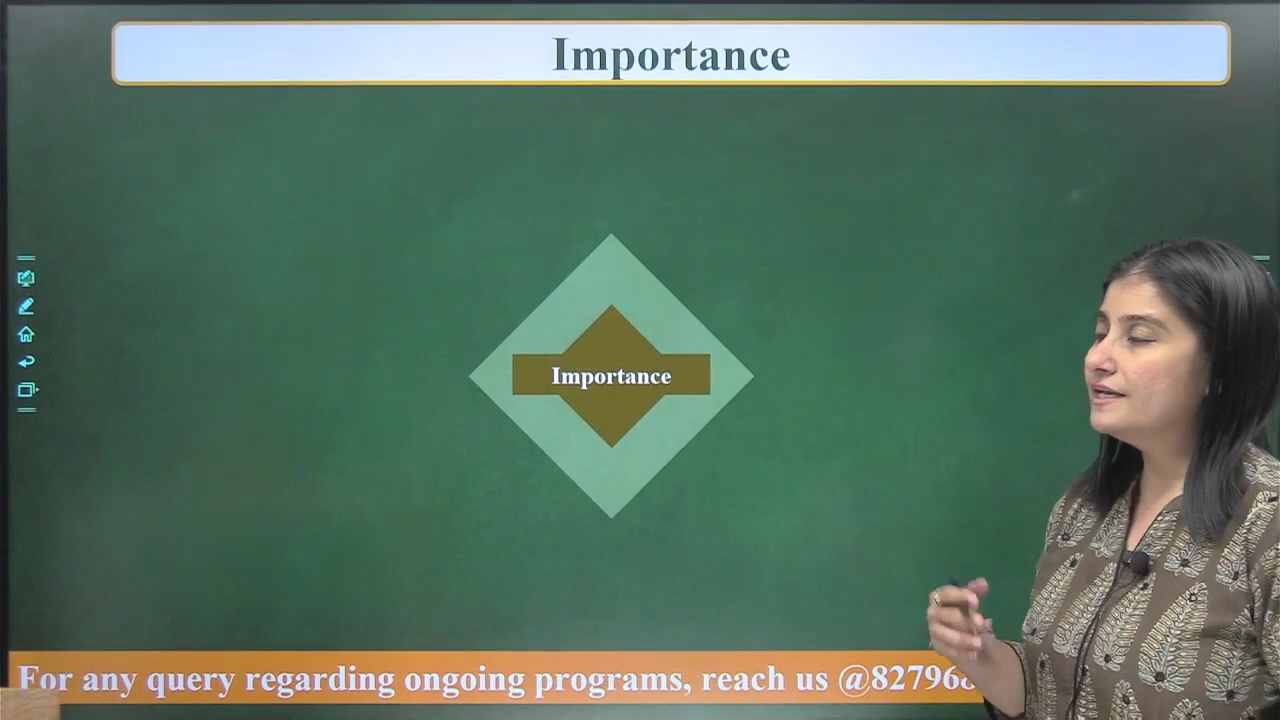 Importance
Importance
For any query regarding ongoing programs, reach us @82796